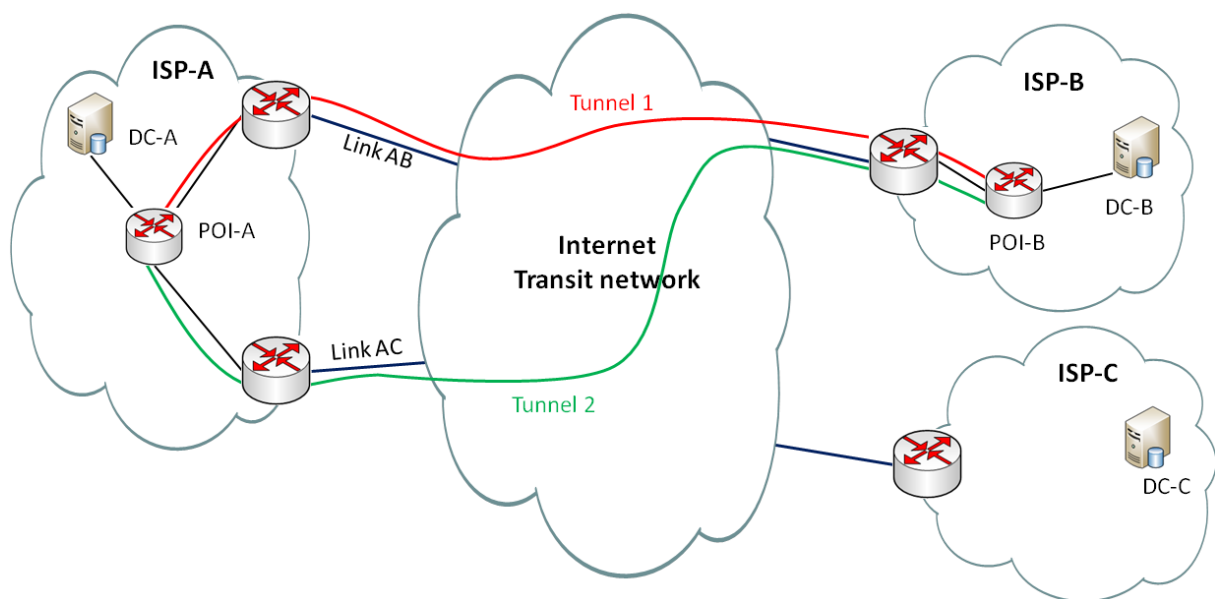 ISP-A
DC-A
POI-A
Link AB
Link AC
Tunnel 1
Internet
Transit network
Tunnel 2
ISP-B
DC-B
POI-B
ISP-C
DC-C